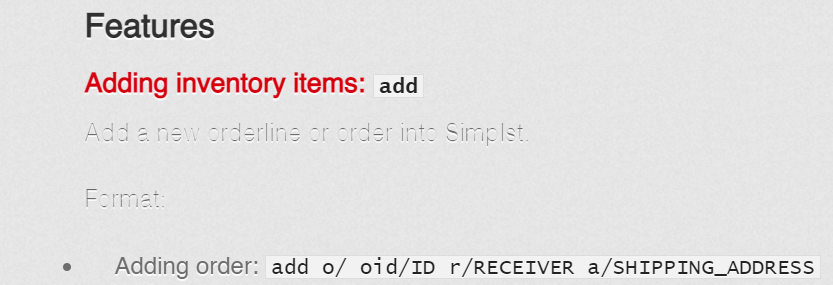 Features
Adding inventory items: add
Add a new orderline or order into Simplst.
Format:
Adding order: add o/ oid/ID r/RECEIVER a/SHIPPING_ADDRESS